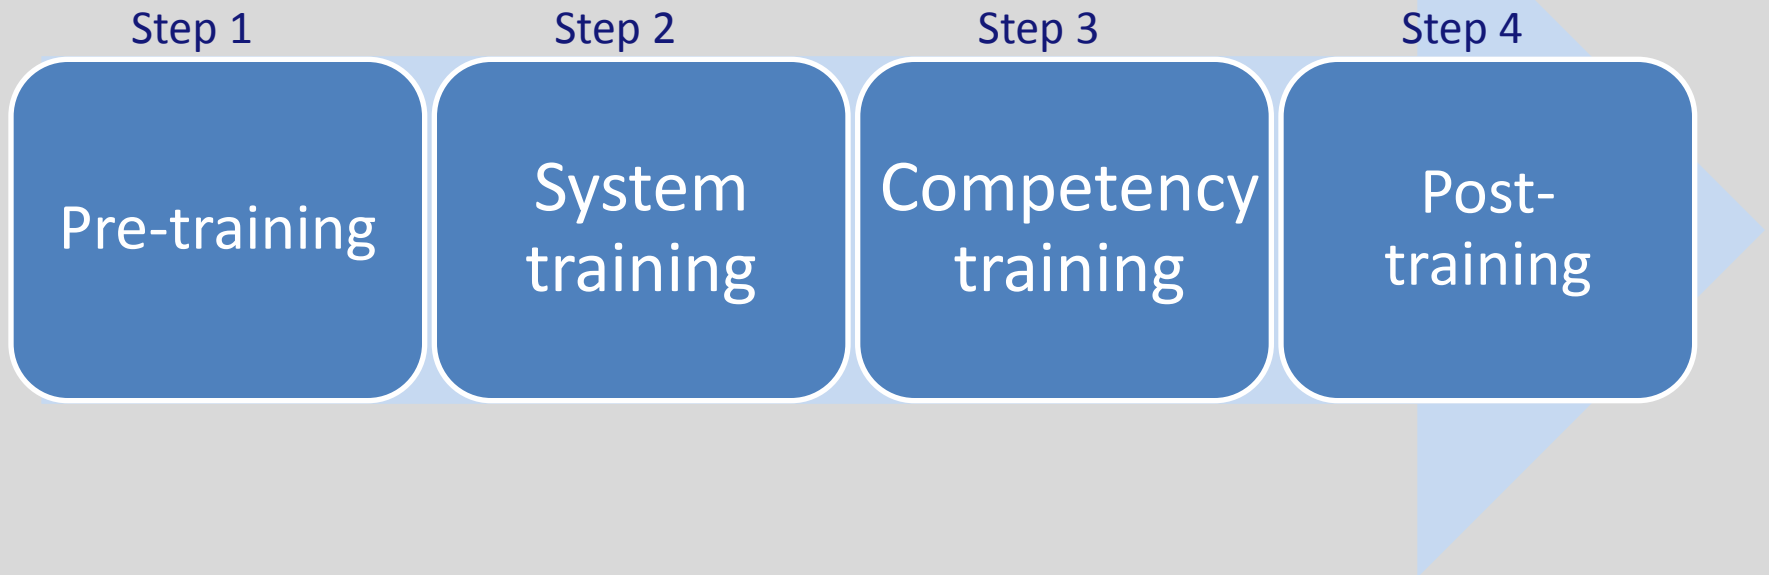 Step 1
Pre-training
Step 2
System
training
Step 3
Competency
training
Step 4
Post-
training